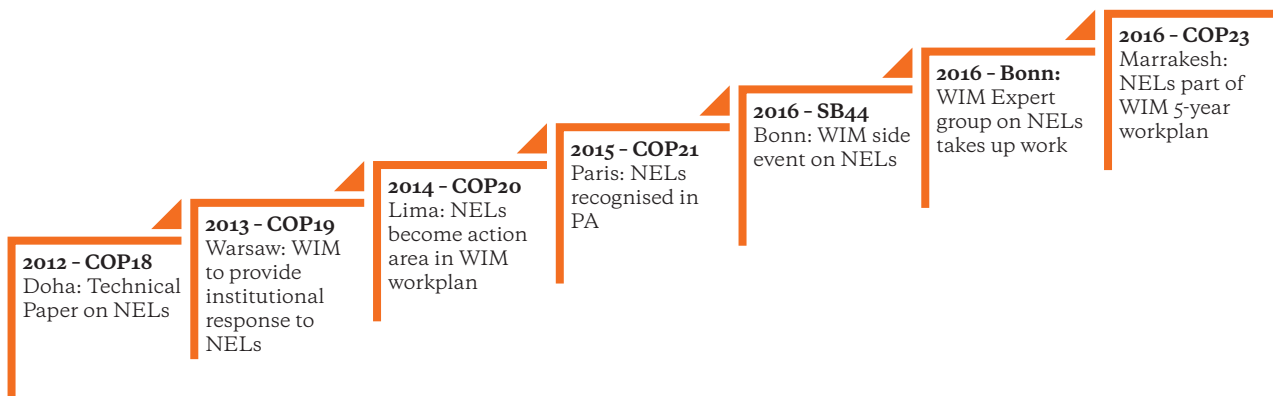 2012 – COP18
Doha: Technical
Paper on NELs
2013 – COP19
Warsaw: WIM
to provide
institutional
response to
NELs
2014 – COP20
Lima: NELs
become action
area in WIM
workplan
2015 – COP21
Paris: NELs
recognised in
PA
2016 – SB44
Bonn: WIM side
event on NELs
2016 – Bonn:
WIM Expert
group on NELs
takes up work
2016 – COP23
Marrakesh:
NELs part of
WIM 5-year
workplan